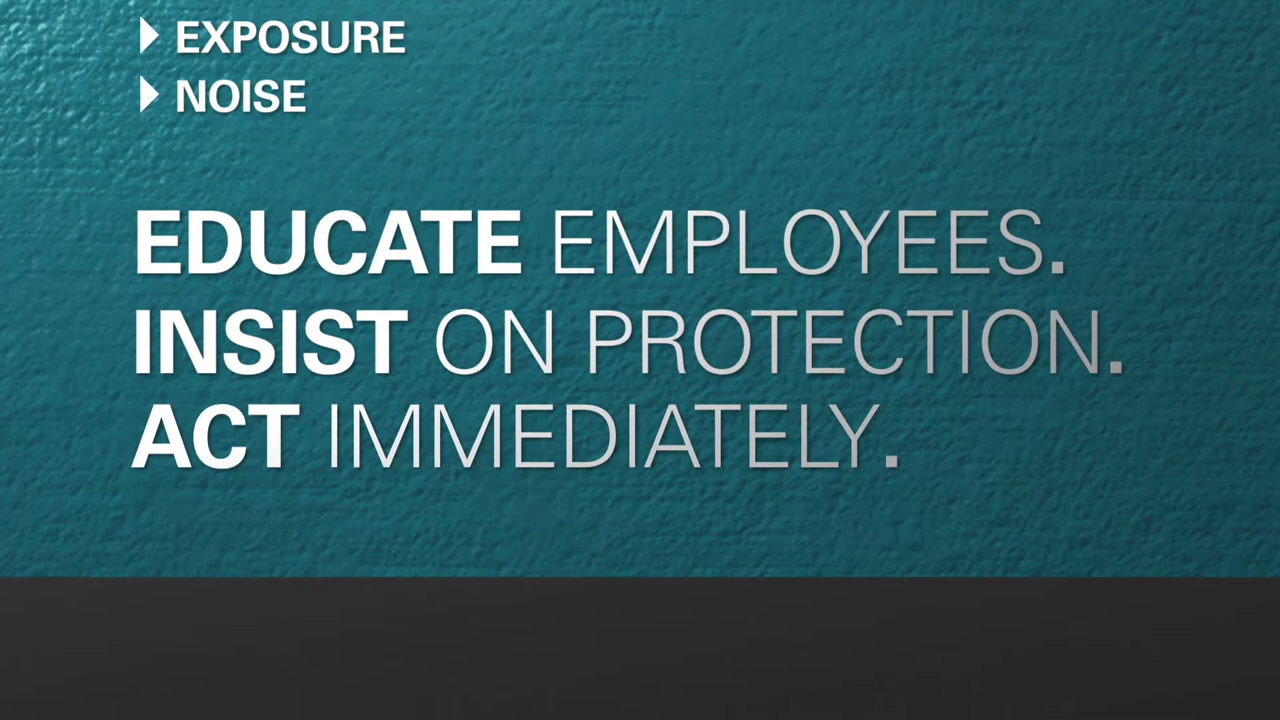 EXPOSURE
NOISE
EDUCATE EMPLOYEES.
INSIST ON PROTECTION.
ACT IMMEDIATELY.